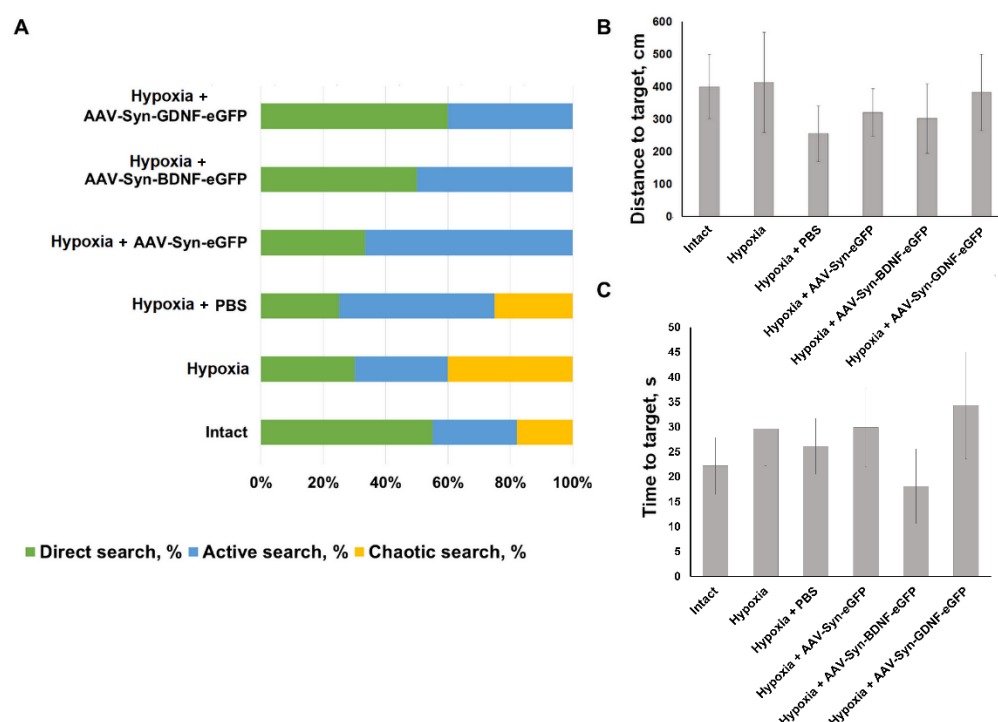 A
Hypoxia +
AAV-Syn-GDNF-eGFP
Hypoxia +
AAV-Syn-BDNF-eGFP
Hypoxia + AAV-Syn-eGFP
Hypoxia + PBS
Hypoxia
Intact
0% 20% 40% 60% 80% 100%
Direct search, % Active search, % Chaotic search, %
B
Distance to target, cm
600
500
400
300
200
100
0
Intact
Hypoxia
Hypoxia + PBS
Hypoxia + AAV-Syn-eGFP
Hypoxia + AAV-Syn-BDNF-eGFP
Hypoxia + AAV-Syn-GDNF-eGFP
C
Time to target, s
50
45
40
35
30
25
20
15
10
5
0
Intact
Hypoxia
Hypoxia + PBS
Hypoxia + AAV-Syn-eGFP
Hypoxia + AAV-Syn-BDNF-eGFP
Hypoxia + AAV-Syn-GDNF-eGFP